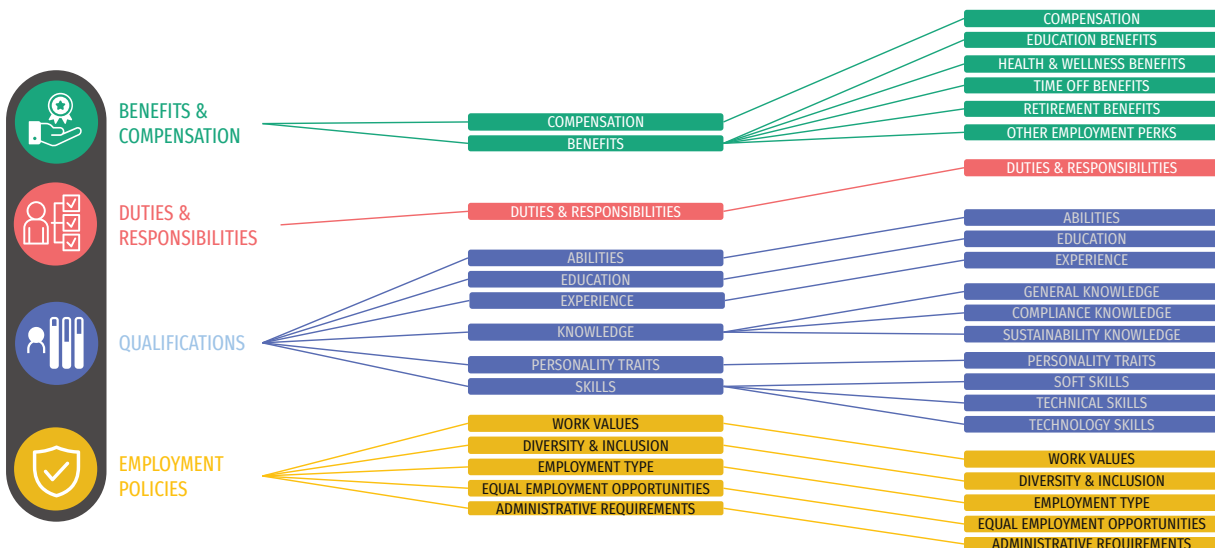 BENEFITS &
COMPENSATION
DUTIES &
RESPONSIBILITIES
QUALIFICATIONS
EMPLOYMENT
POLICIES
COMPENSATION
BENEFITS
DUTIES & RESPONSIBILITIES
ABILITIES
EDUCATION
EXPERIENCE
KNOWLEDGE
PERSONALITY TRAITS
SKILLS
WORK VALUES
DIVERSITY & INCLUSION
EMPLOYMENT TYPE
EQUAL EMPLOYMENT OPPORTUNITIES
ADMINISTRATIVE REQUIREMENTS
COMPENSATION
EDUCATION BENEFITS
HEALTH & WELLNESS BENEFITS
TIME OFF BENEFITS
RETIREMENT BENEFITS
OTHER EMPLOYMENT PERKS
DUTIES & RESPONSIBILITIES
ABILITIES
EDUCATION
EXPERIENCE
GENERAL KNOWLEDGE
COMPLIANCE KNOWLEDGE
SUSTAINABILITY KNOWLEDGE
PERSONALITY TRAITS
SOFT SKILLS
TECHNICAL SKILLS
TECHNOLOGY SKILLS
WORK VALUES
DIVERSITY & INCLUSION
EMPLOYMENT TYPE
EQUAL EMPLOYMENT OPPORTUNITIES
ADMINISTRATIVE REQUIREMENTS